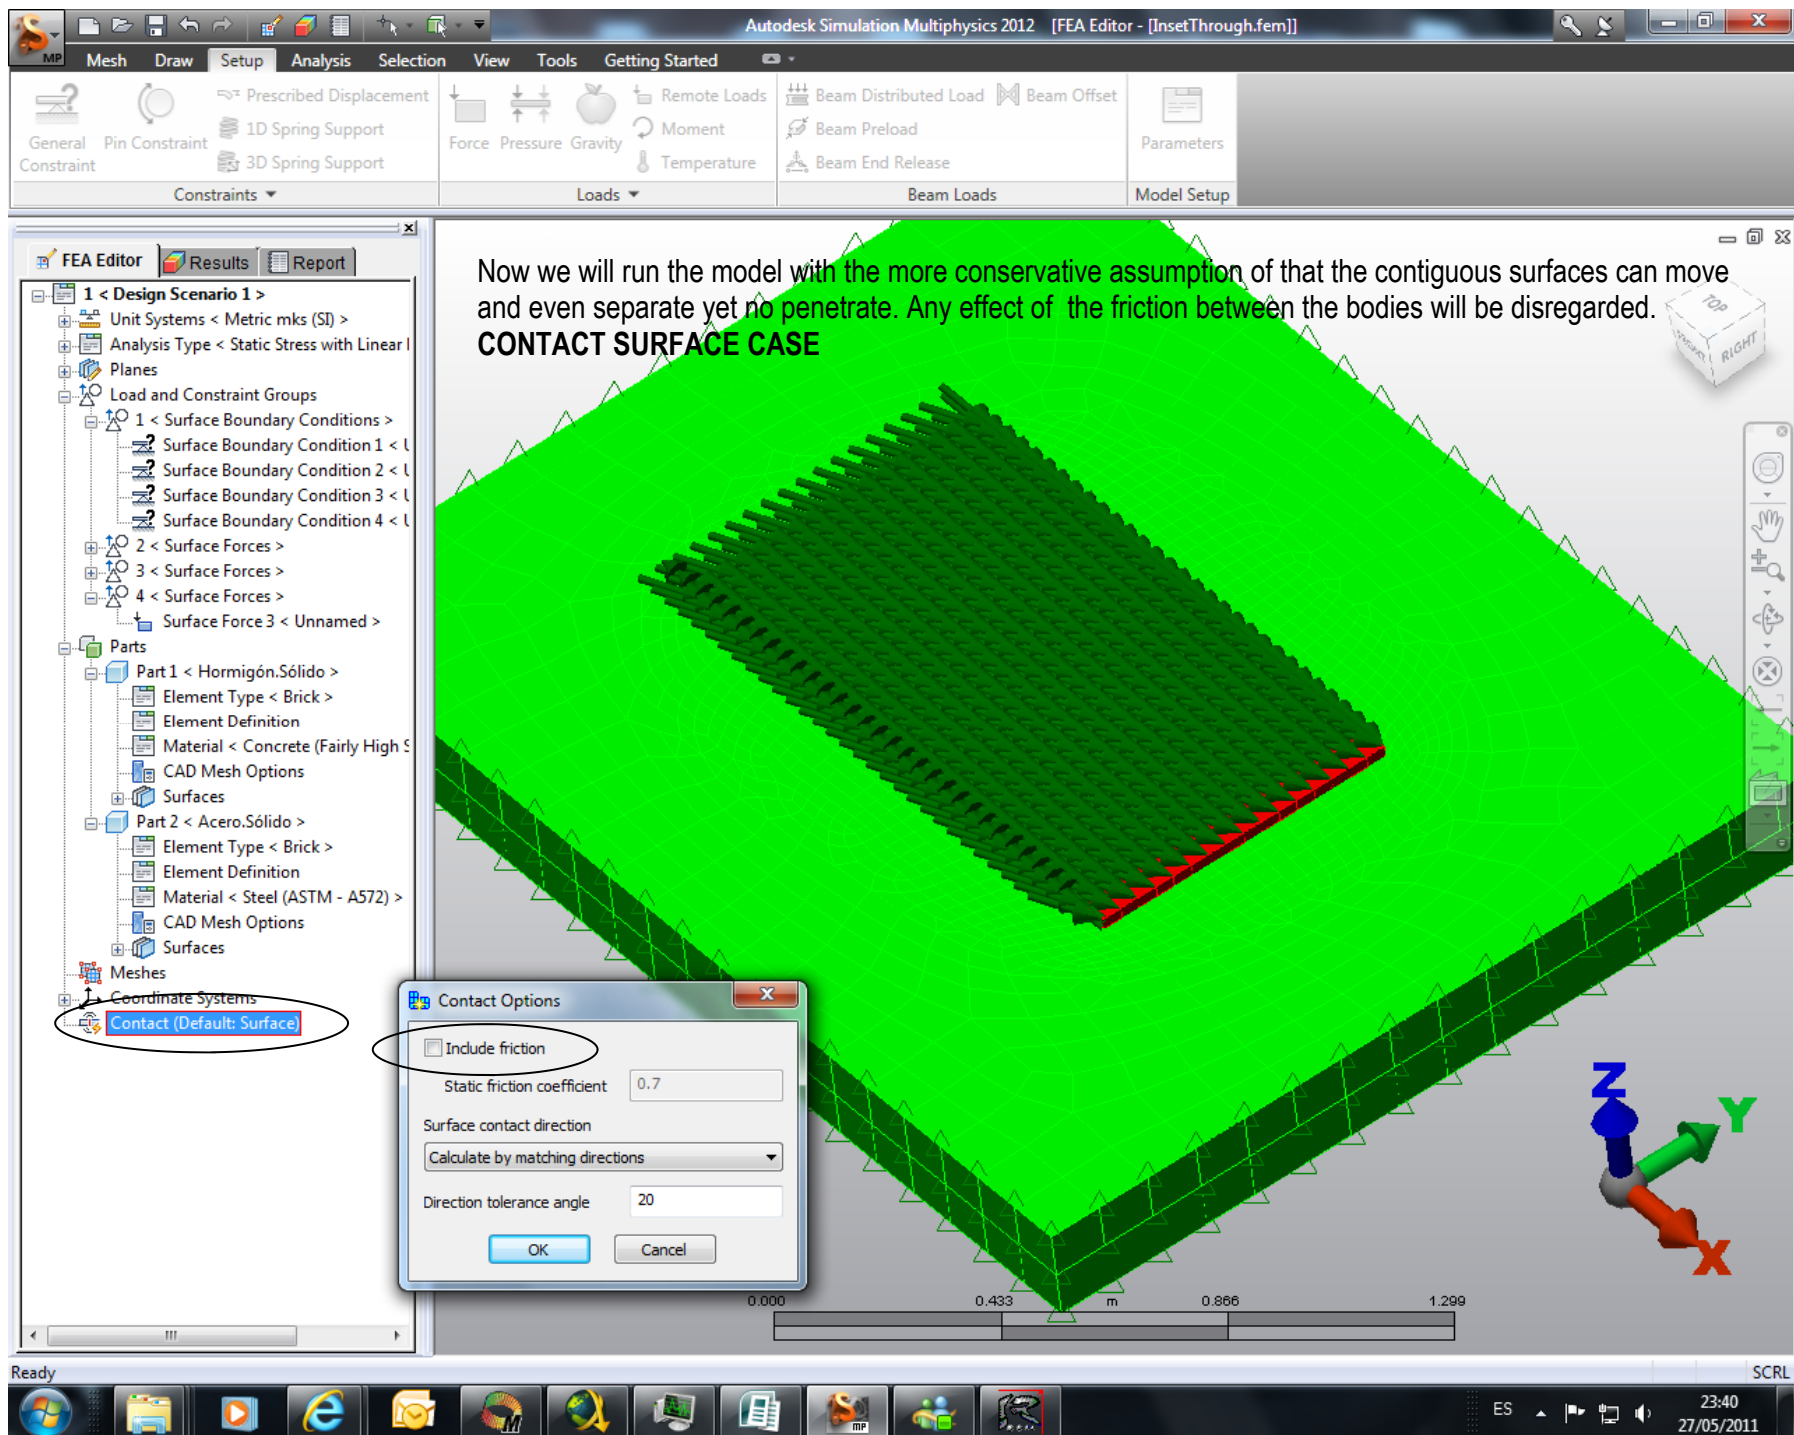 Autodesk Simulation Multiphysics 2012 [FEA Editor - [InsetThrough.fem]]
MP
Mesh Draw Setup Analysis Selection View Tools Getting Started
General Constraint
Pin Constraint
Prescribed Displacement
1D Spring Support
3D Spring Support
Constraints
Force Pressure Gravity
Remote Loads
Moment
Temperature
Loads
Beam Distributed Load Beam Offset
Beam Preload
Beam End Release
Beam Loads
Parameters
Model Setup
FEA Editor Results Report
1 < Design Scenario 1 >
Unit Systems < Metric mks (SI) >
Analysis Type < Static Stress with Linear
Planes
Load and Constraint Groups
1 < Surface Boundary Conditions >
Surface Boundary Condition 1 <
Surface Boundary Condition 2 <
Surface Boundary Condition 3 <
Surface Boundary Condition 4 <
2 < Surface Forces >
3 < Surface Forces >
4 < Surface Forces >
Surface Force 3 < Unnamed >
Parts
Part 1 < Hormigón.Sólido >
Element Type < Brick >
Element Definition
Material < Concrete (Fairly High
CAD Mesh Options
Surfaces
Part 2 < Acero.Sólido >
Element Type < Brick >
Element Definition
Material < Steel (ASTM - A572) >
CAD Mesh Options
Surfaces
Meshes
Coordinate Systems
Contact (Default: Surface)
Now we will run the model with the more conservative assumption of that the contiguous surfaces can move
and even separate yet no penetrate. Any effect of the friction between the bodies will be disregarded.
CONTACT SURFACE CASE
TOP
RIGHT
Contact Options
Include friction
Static friction coefficient 0.7
Surface contact direction
Calculate by matching directions
Direction tolerance angle 20
OK Cancel
Z
Y
X
0.000 0.433 m 0.866 1.299
Ready SCRL
M
MP
ES
23:40
27/05/2011